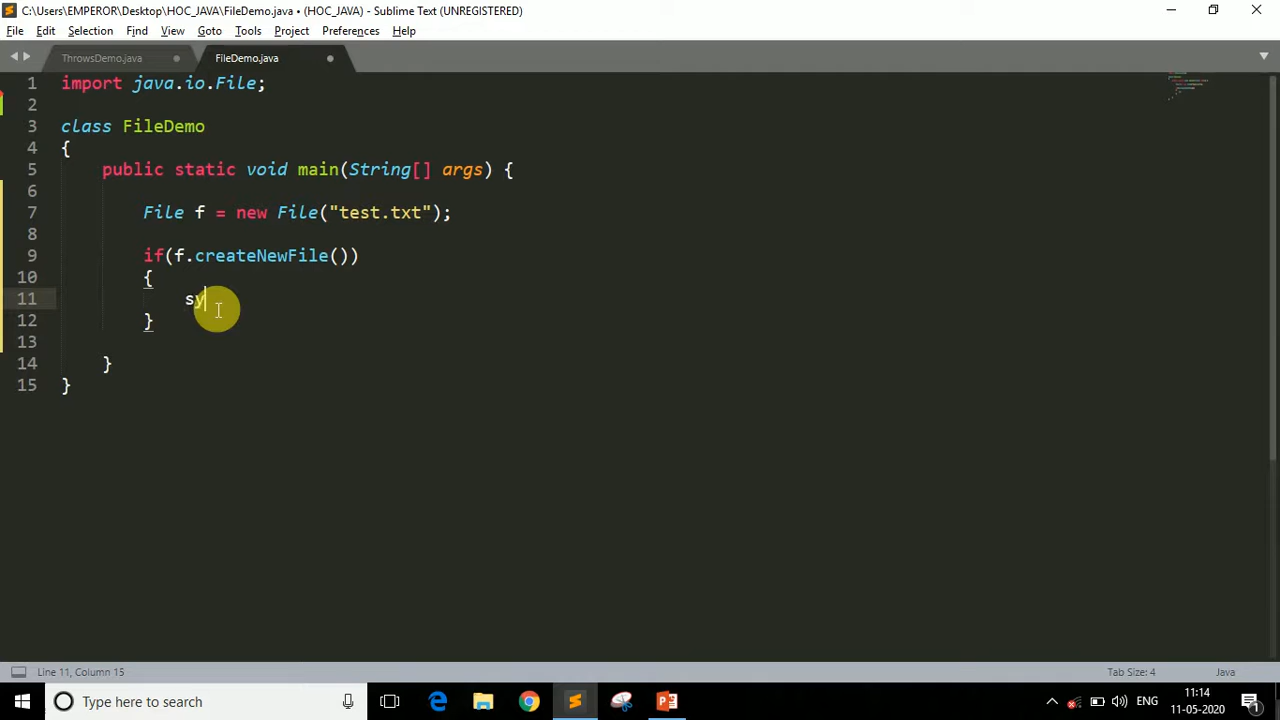 C:\Users\EMPEROR\Desktop\HOC_JAVA\FileDemo.java • (HOC_JAVA) - Sublime Text (UNREGISTERED)
File Edit Selection Find View Goto Tools Project Preferences Help
ThrowsDemo.java FileDemo.java
1 import java.io.File;
2
3 class FileDemo
4 {
5 public static void main(String[] args) {
6
7 File f = new File("test.txt");
8
9 if(f.createNewFile())
10 {
11 sy
12 }
13
14 }
15 }
Line 11, Column 15 Tab Size: 4 Java
Type here to search ENG 11:14
11-05-2020 1